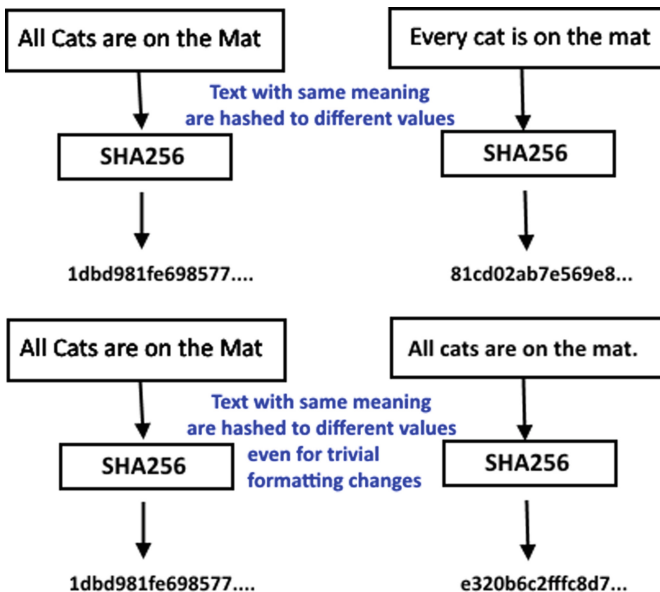 All Cats are on the Mat
Every cat is on the mat
Text with same meaning
are hashed to different values
SHA256
SHA256
1dbd981fe698577....
81cd02ab7e569e8...
All Cats are on the Mat
All cats are on the mat.
Text with same meaning
are hashed to different values
even for trivial
formatting changes
SHA256
SHA256
1dbd981fe698577....
e320b6c2fffc8d7...